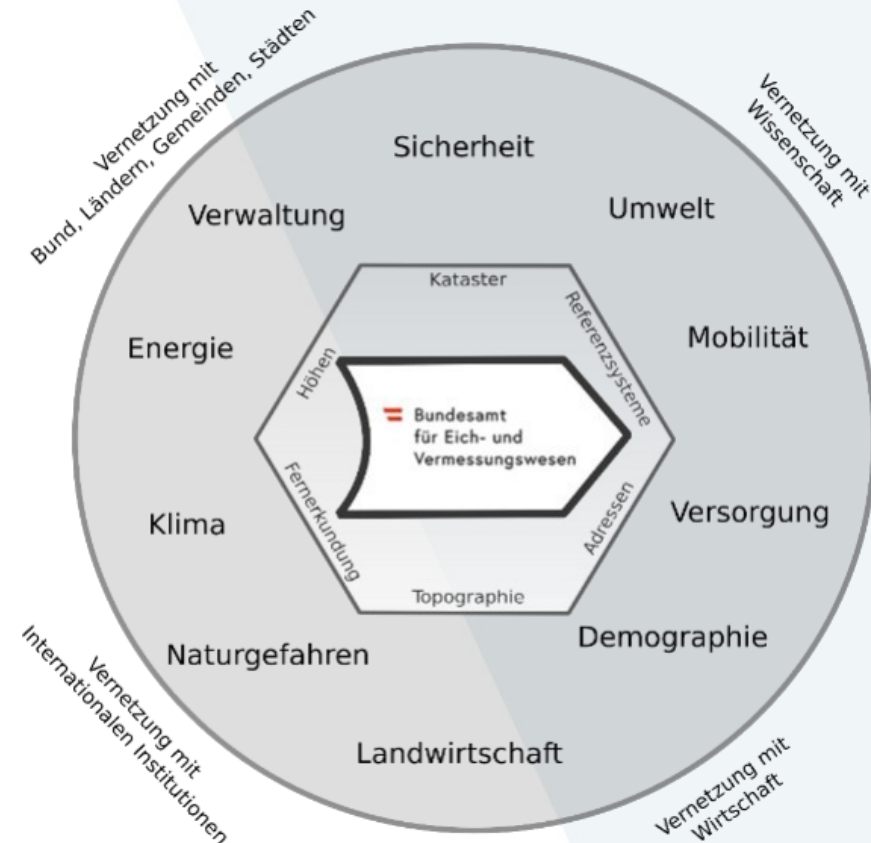 Vernetzung mit
Bund, Ländern, Gemeinden, Städten
Vernetzung mit
Wissenschaft
Sicherheit
Verwaltung
Umwelt
Energie
Mobilität
Klima
Versorgung
Naturgefahren
Demographie
Landwirtschaft
Kataster
Höhen
Referenzsysteme
Bundesamt
für Eich- und
Vermessungswesen
Fernerkundung
Adressen
Topographie
Vernetzung mit
Internationalen Institutionen
Vernetzung mit
Wirtschaft